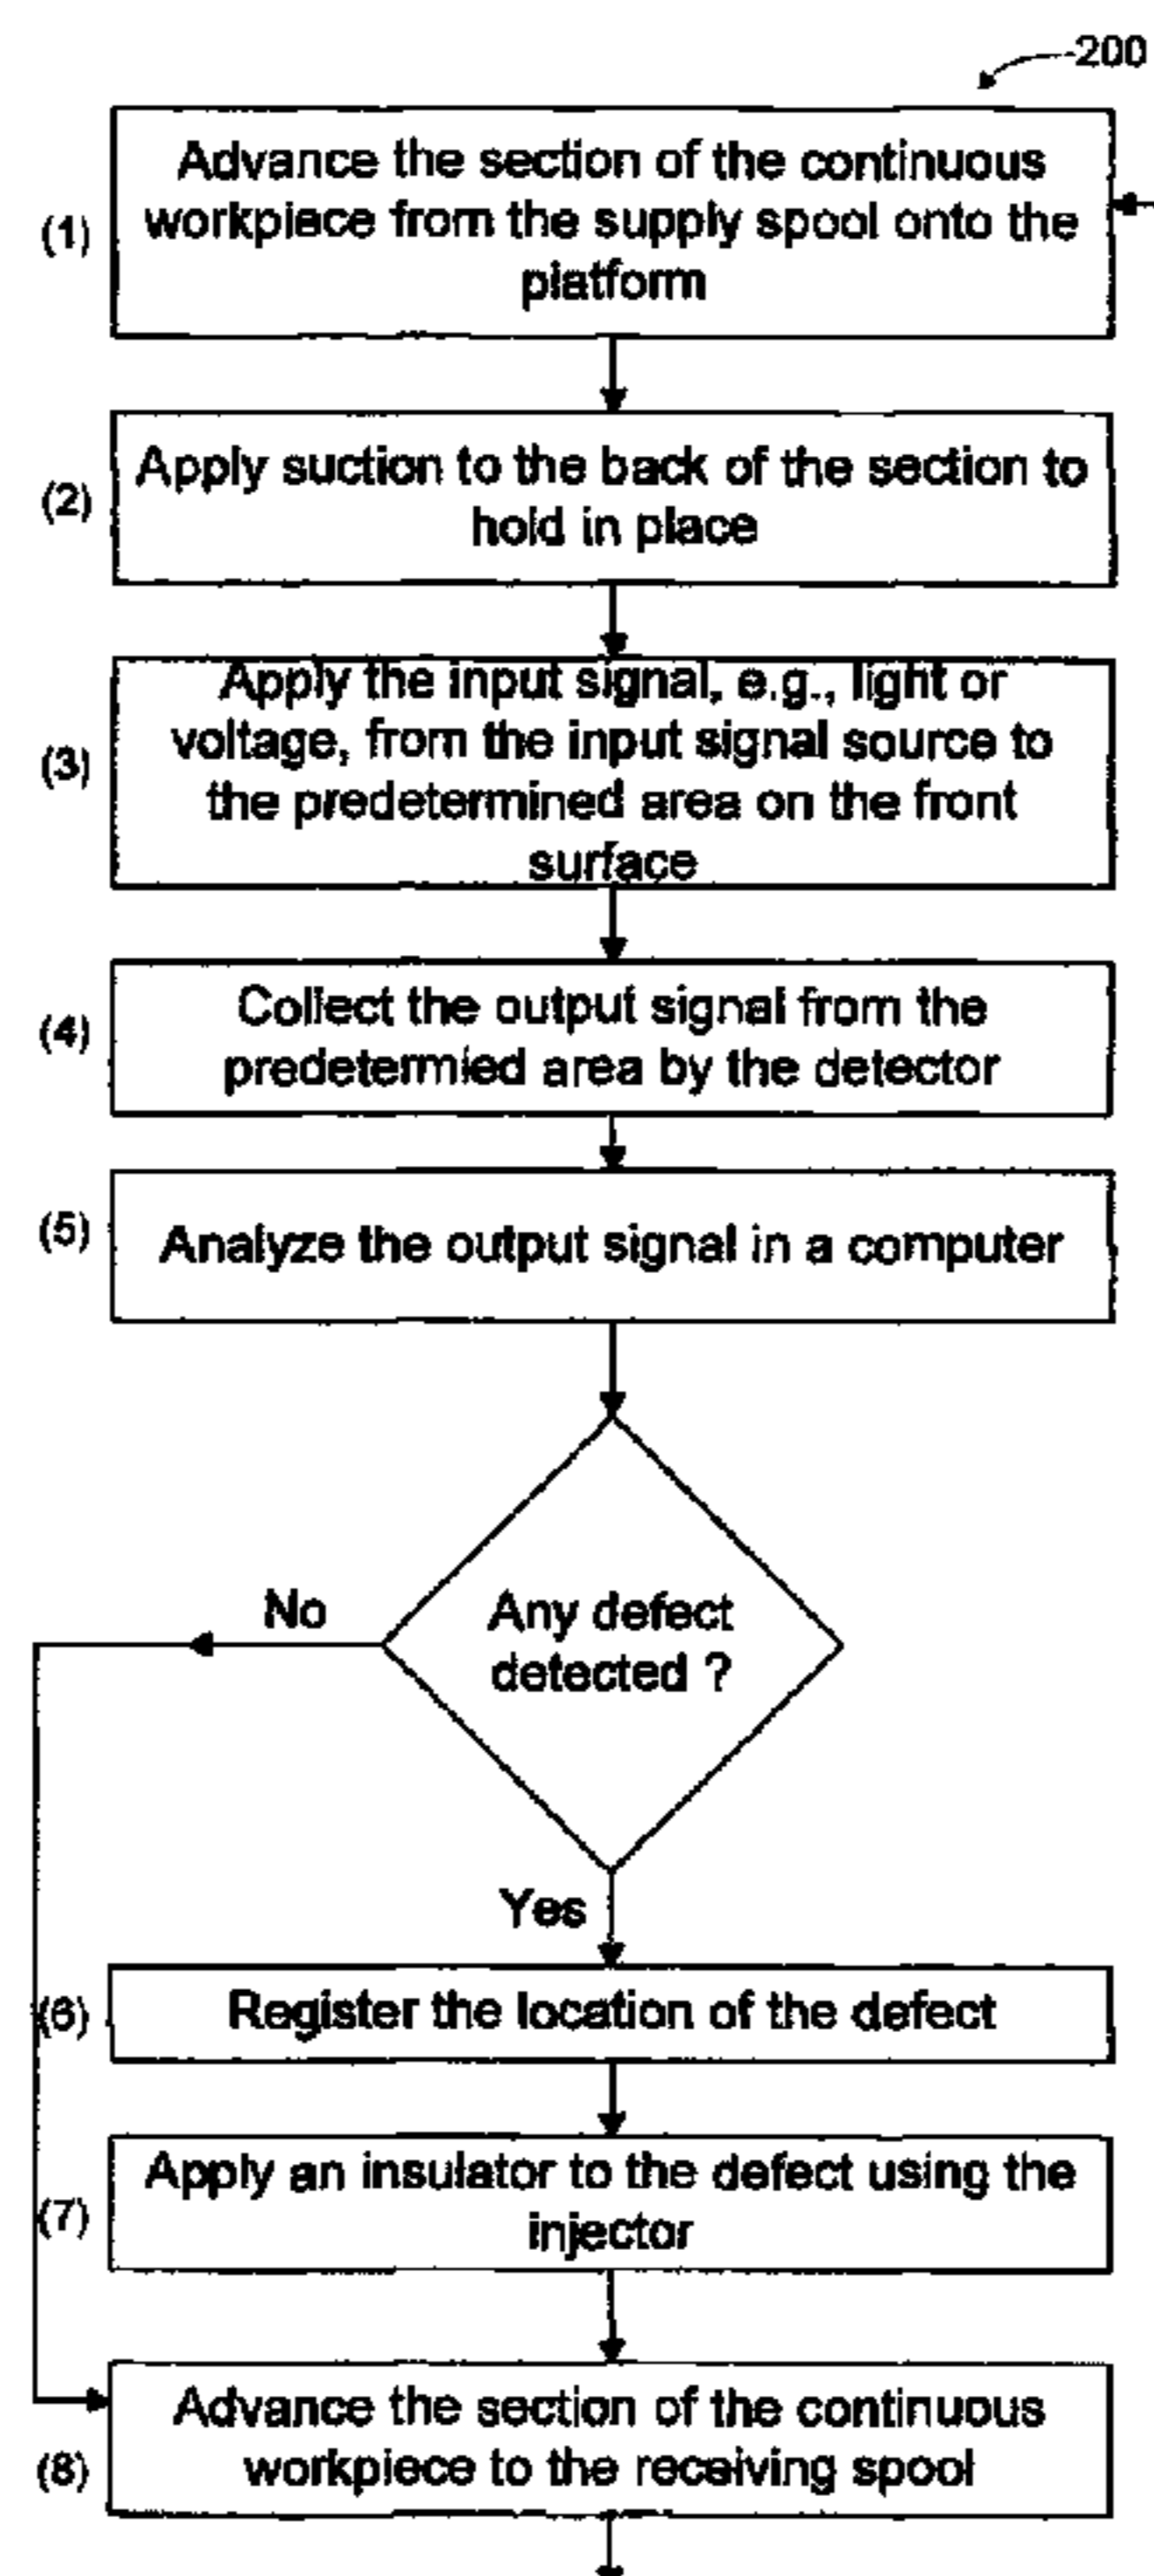 200
(1)
Advance the section of the continuous
workpiece from the supply spool onto the
platform
(2)
Apply suction to the back of the section to
hold in place
(3)
Apply the input signal, e.g., light or
voltage, from the input signal source to
the predetermined area on the front
surface
(4)
Collect the output signal from the
predetermied area by the detector
(5)
Analyze the output signal in a computer
Any defect
detected ?
No
Yes
(6)
Register the location of the defect
(7)
Apply an insulator to the defect using the
injector
(8)
Advance the section of the continuous
workpiece to the receiving spool